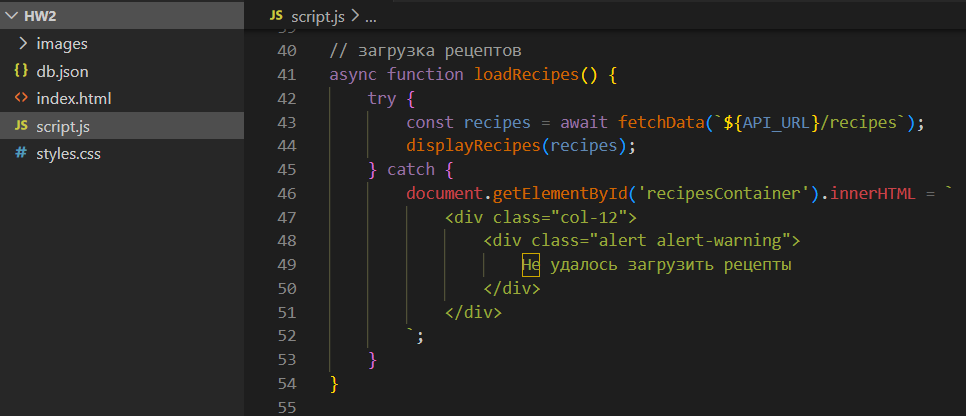 HW2
images
{} db.json
<> index.html
JS script.js
# styles.css
JS script.js > ...
40 // загрузка рецептов
41 async function loadRecipes() {
42     try {
43         const recipes = await fetchData(`${API_URL}/recipes`);
44         displayRecipes(recipes);
45     } catch {
46         document.getElementById('recipesContainer').innerHTML = `
47             <div class="col-12">
48                 <div class="alert alert-warning">
49                     Не удалось загрузить рецепты
50                 </div>
51             </div>
52         `;
53     }
54 }
55